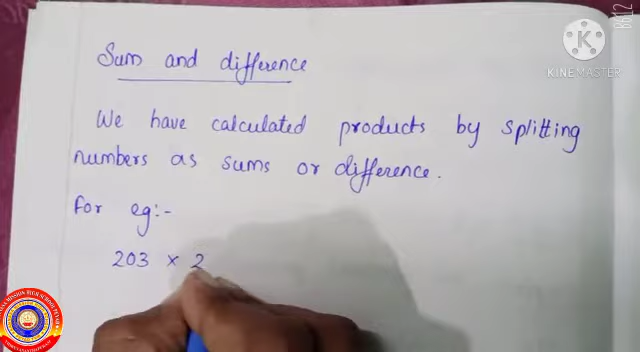 Sum and difference
We have calculated products by splitting
numbers as sums or difference.
For eg:-
203 × 2
KINEMASTER